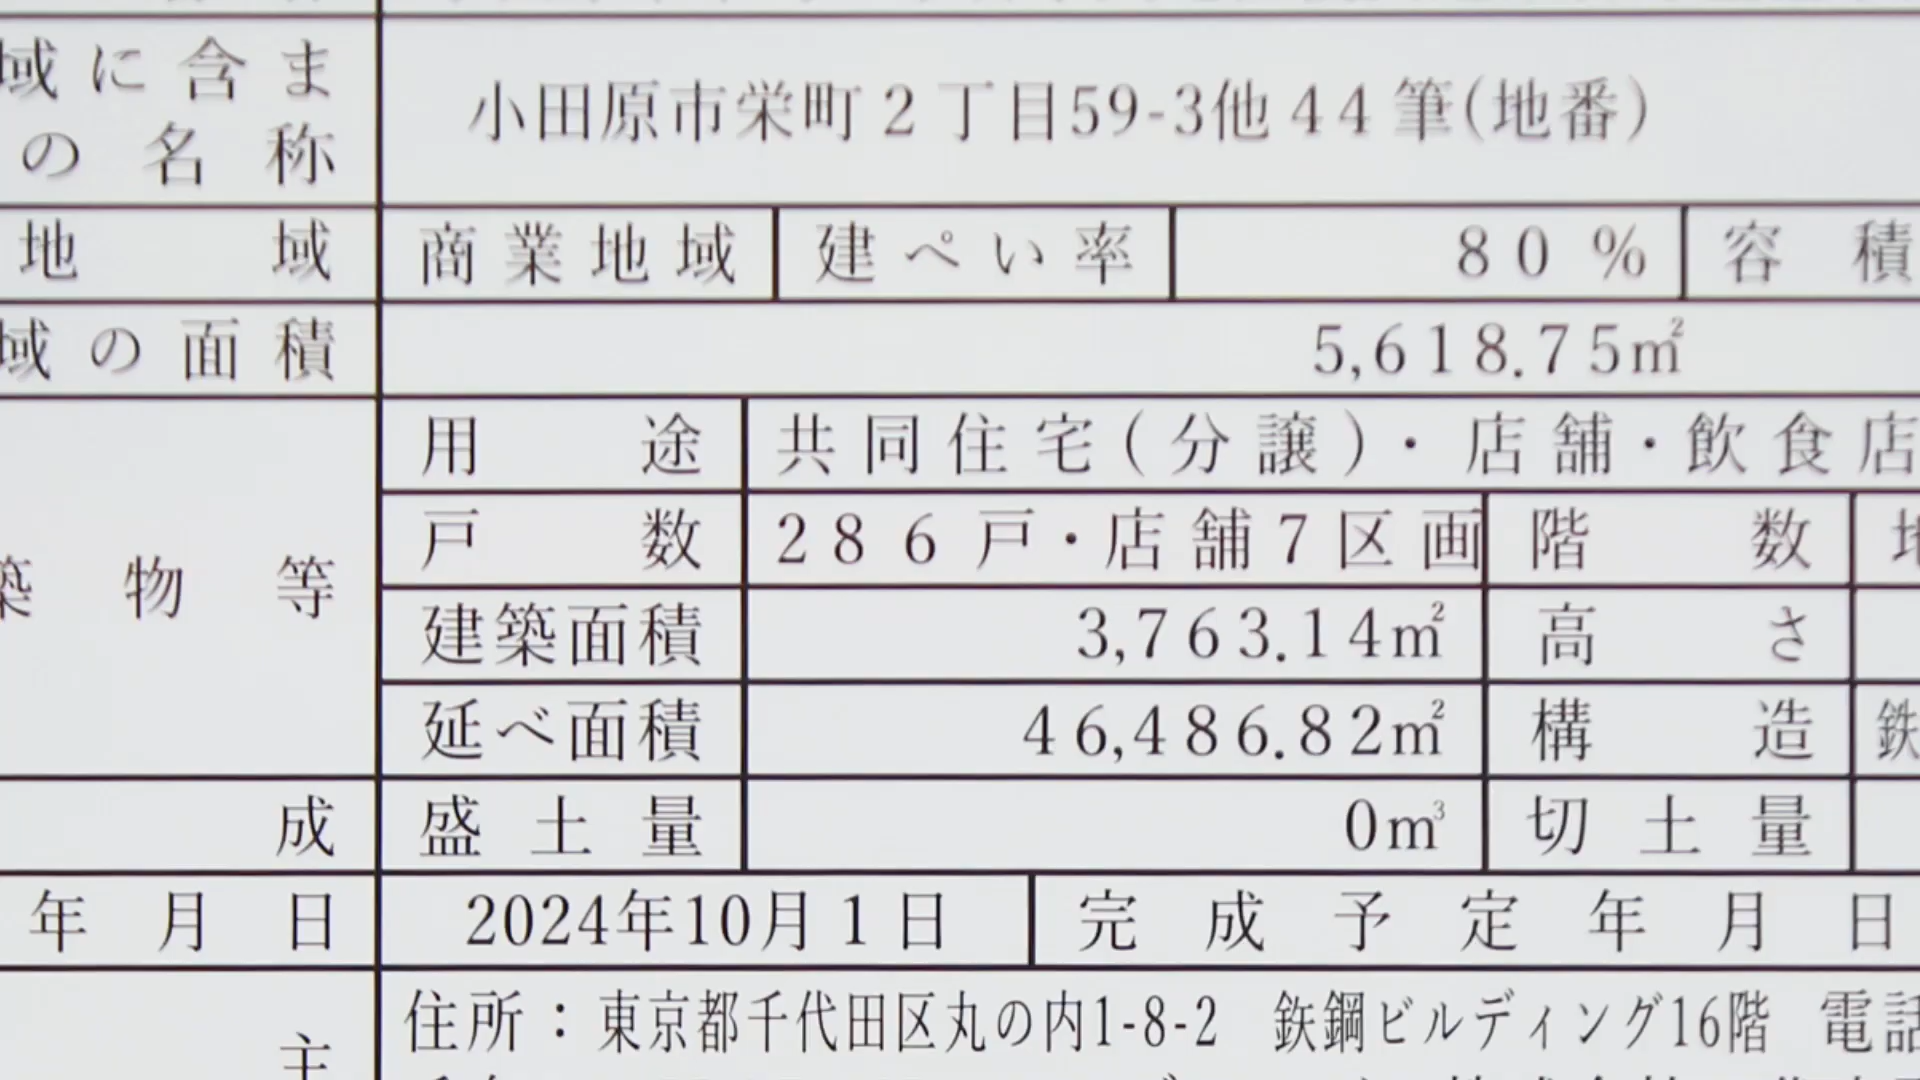 域に含ま
の名称
小田原市栄町2丁目59-3他44筆(地番)
地域 商業地域 建ぺい率 80% 容積
域の面積 5,618.75㎡
築物等
用途 共同住宅(分譲)・店舗・飲食店
戸数 286戸・店舗7区画 階数 地
建築面積 3,763.14㎡ 高さ
延べ面積 46,486.82㎡ 構造 鉄
成 盛土量 0㎥ 切土量
年月日 2024年10月1日 完成予定年月日
主 住所：東京都千代田区丸の内1-8-2 鉃鋼ビルディング16階 電話